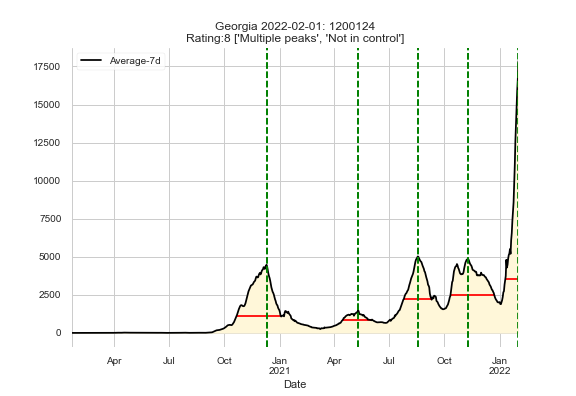 Georgia 2022-02-01: 1200124
Rating:8 ['Multiple peaks', 'Not in control']
Average-7d
17500
15000
12500
10000
7500
5000
2500
0
Apr Jul Oct Jan Apr Jul Oct Jan
2021 2022
Date